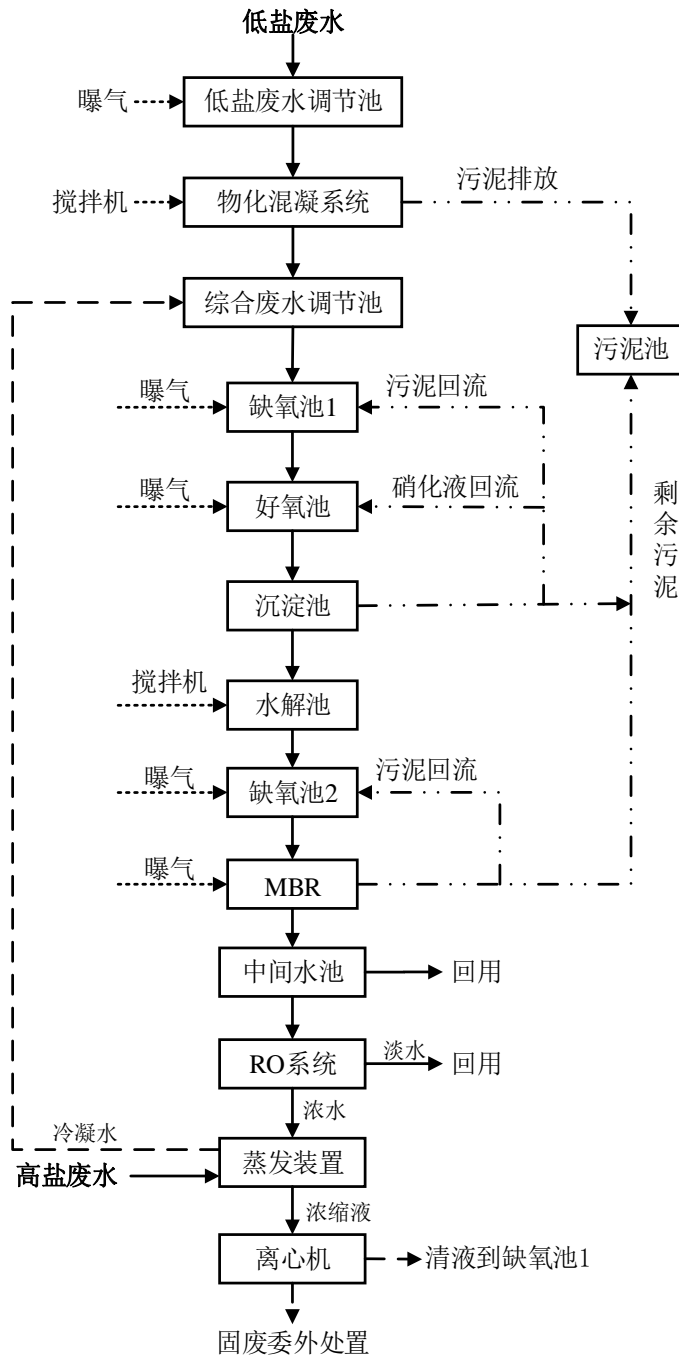 低盐废水
曝气
低盐废水调节池
污泥排放
搅拌机
物化混凝系统
综合废水调节池
污泥池
曝气
缺氧池1
污泥回流
曝气
好氧池
硝化液回流
剩余污泥
沉淀池
搅拌机
水解池
曝气
缺氧池2
污泥回流
曝气
MBR
中间水池
回用
RO系统
淡水
回用
浓水
冷凝水
蒸发装置
高盐废水
浓缩液
离心机
清液到缺氧池1
固废委外处置